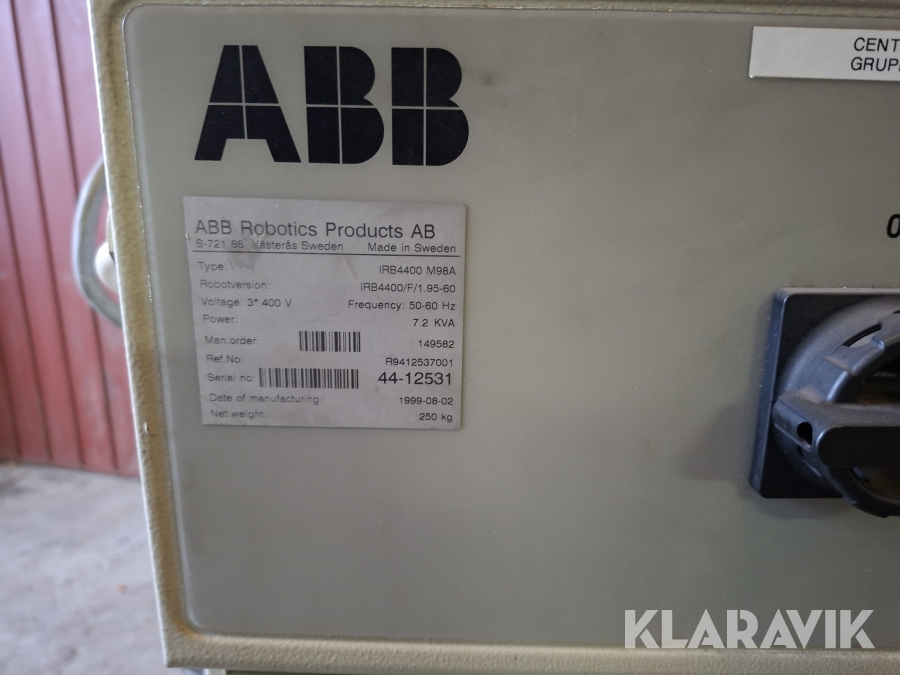 ABB
CENT
GRUP
0
ABB Robotics Products AB
S-721 68 Västerås Sweden Made in Sweden
Type: IRB4400 M98A
Robotversion: IRB4400/F/1.95-60
Voltage: 3* 400 V Frequency: 50-60 Hz
Power: 7.2 KVA
Man.order: 149582
Ref.No: R9412537001
Serial no: 44-12531
Date of manufacturing: 1999-08-02
Net weight: 250 kg
KLARAVIK